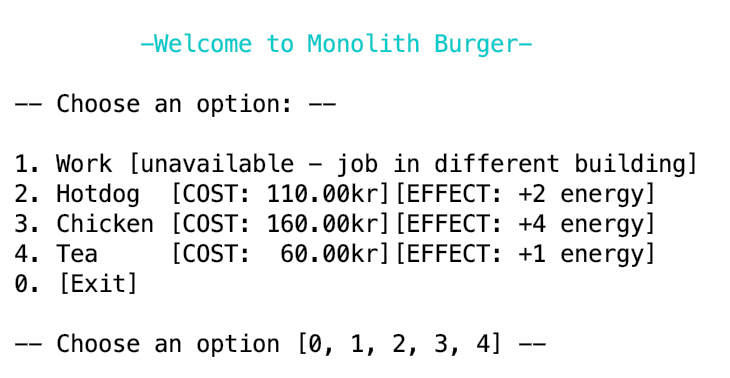 –Welcome to Monolith Burger–
-- Choose an option: --
1. Work [unavailable – job in different building]
2. Hotdog  [COST: 110.00kr][EFFECT: +2 energy]
3. Chicken [COST: 160.00kr][EFFECT: +4 energy]
4. Tea     [COST:  60.00kr][EFFECT: +1 energy]
0. [Exit]
-- Choose an option [0, 1, 2, 3, 4] --